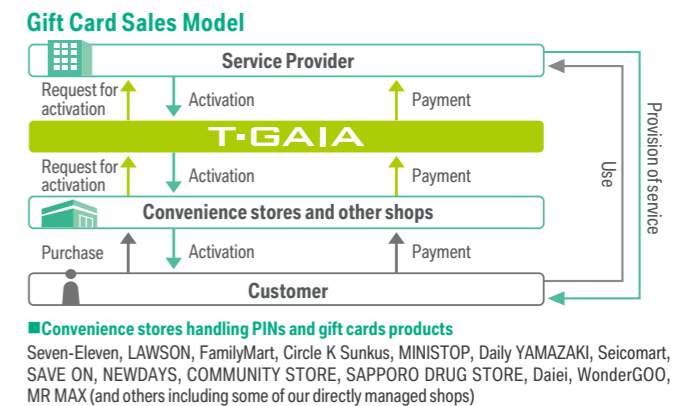 Gift Card Sales Model
Service Provider
Request for
activation
Activation
Payment
T-GAIA
Request for
activation
Activation
Payment
Convenience stores and other shops
Purchase
Activation
Payment
Customer
Use
Provision of service
■Convenience stores handling PINs and gift cards products
Seven-Eleven, LAWSON, FamilyMart, Circle K Sunkus, MINISTOP, Daily YAMAZAKI, Seicomart,
SAVE ON, NEWDAYS, COMMUNITY STORE, SAPPORO DRUG STORE, Daiei, WonderGOO,
MR MAX (and others including some of our directly managed shops)